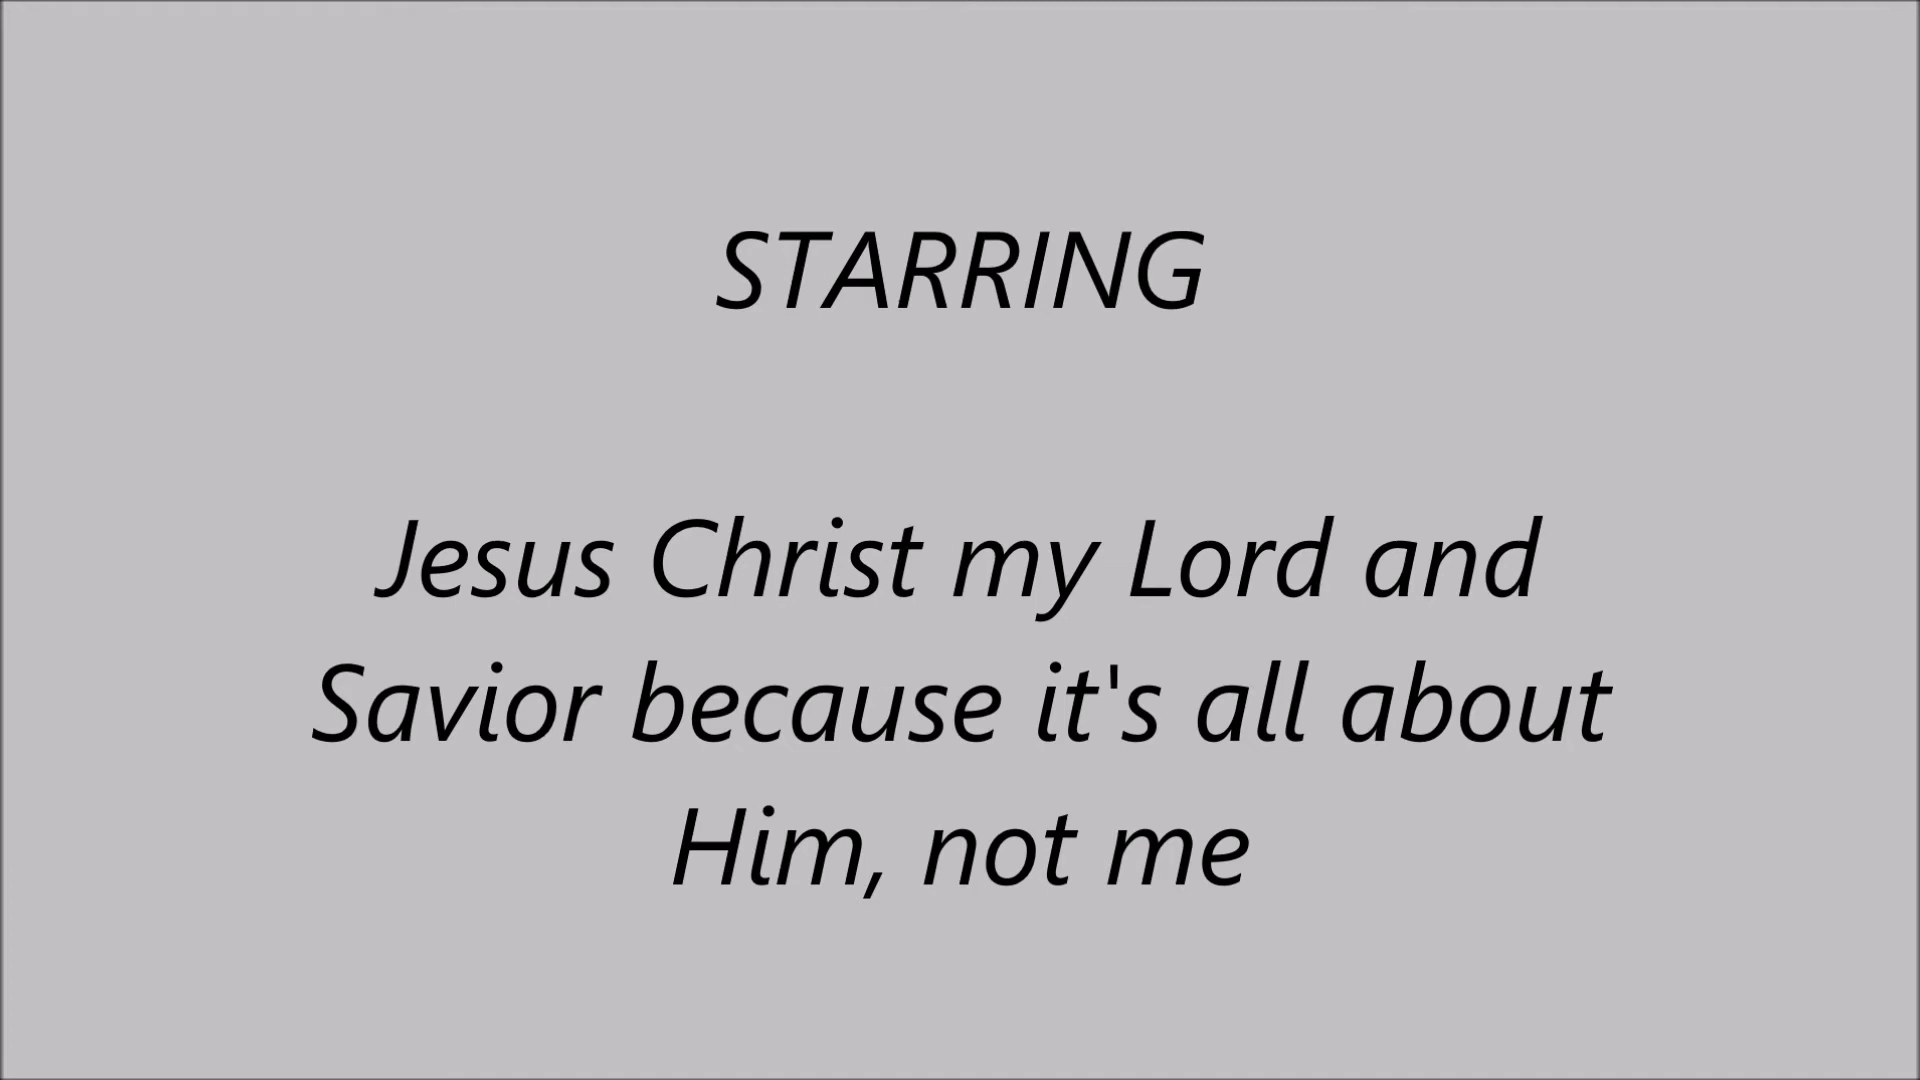 STARRING
Jesus Christ my Lord and
Savior because it's all about
Him, not me